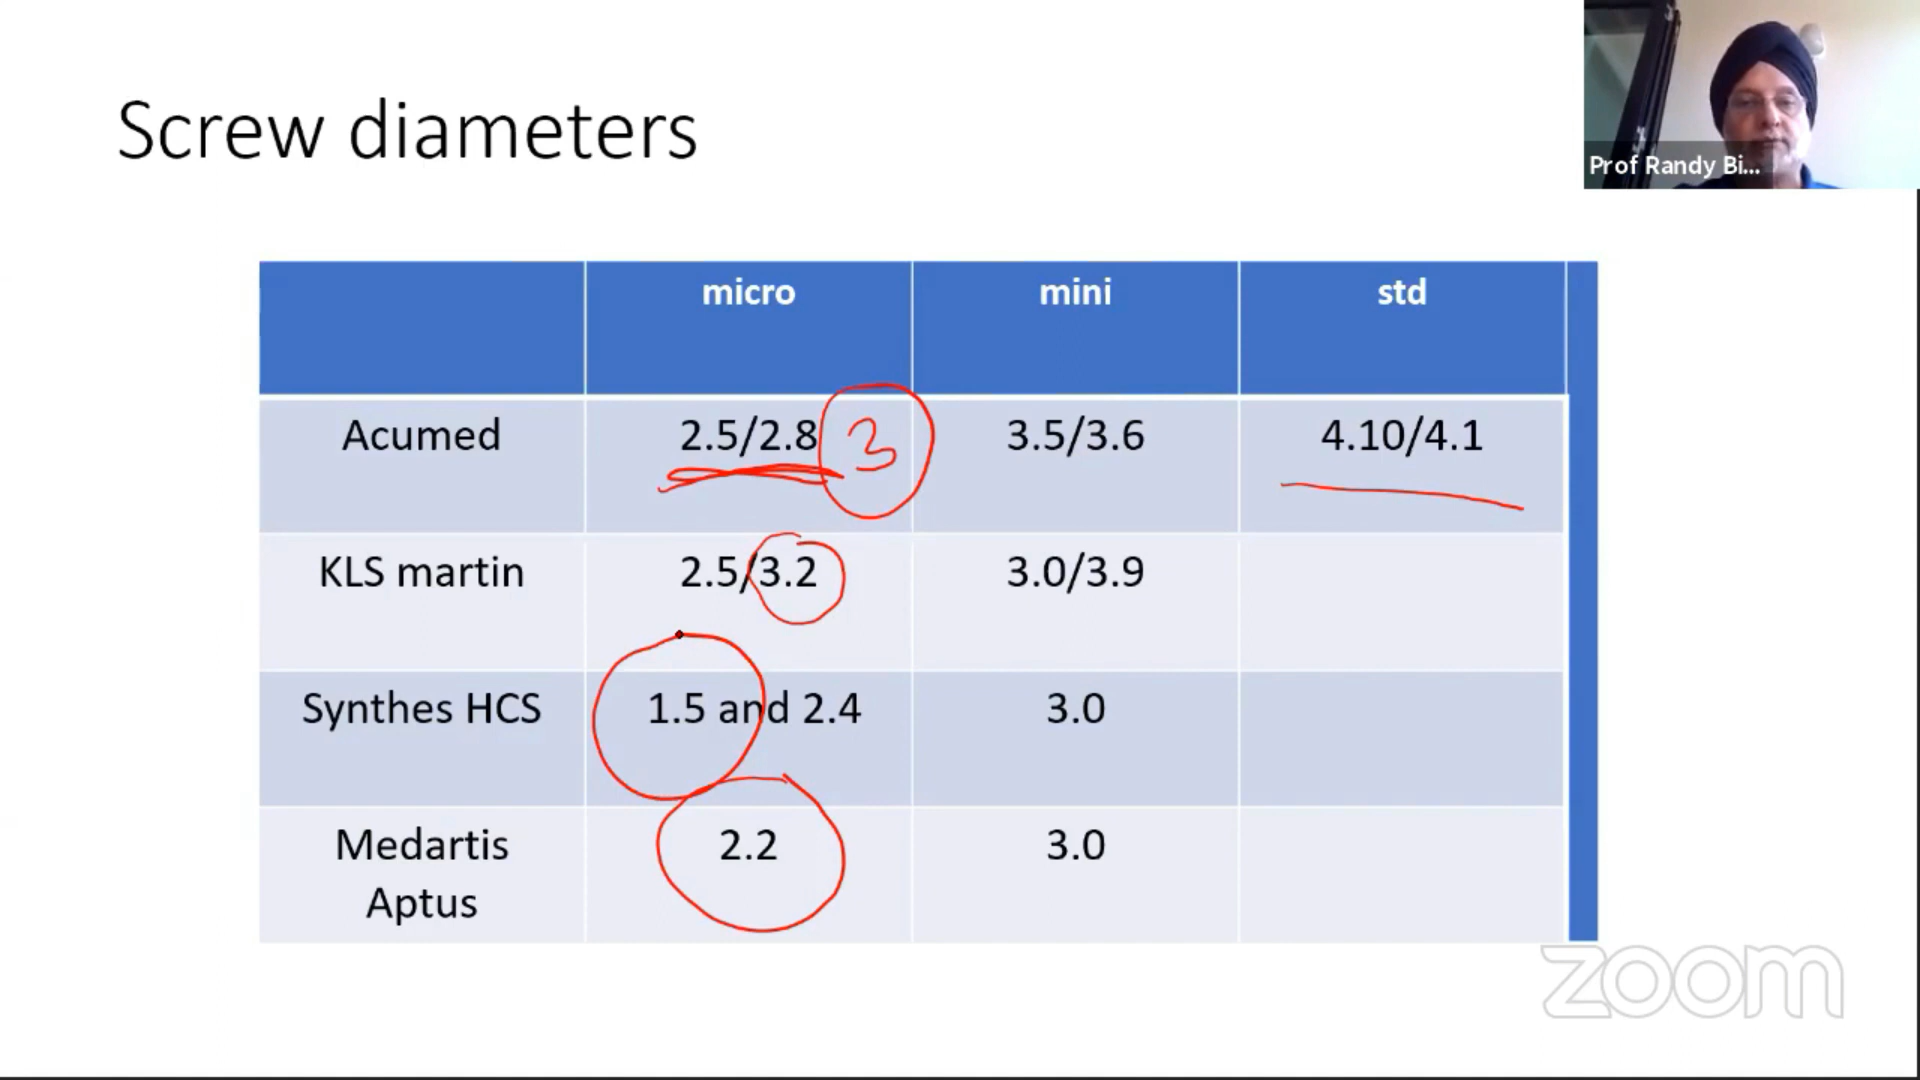 Screw diameters
Prof Randy Bi...
micro mini std
Acumed 2.5/2.8 3 3.5/3.6 4.10/4.1
KLS martin 2.5/3.2 3.0/3.9
Synthes HCS 1.5 and 2.4 3.0
Medartis 2.2 3.0
Aptus
zoom